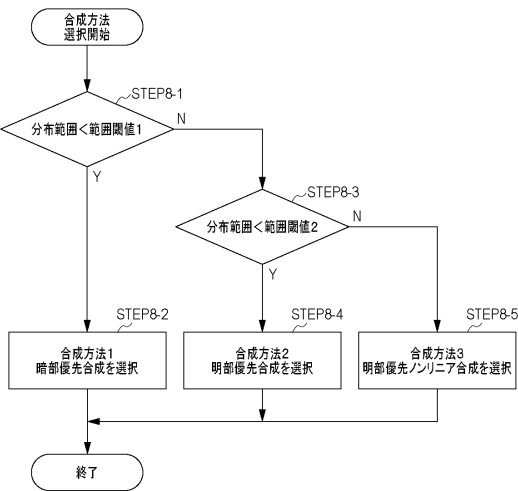 合成方法
選択開始
STEP8-1
分布範囲<範囲閾値1
N
Y
STEP8-3
分布範囲<範囲閾値2
N
Y
STEP8-2
合成方法1
暗部優先合成を選択
STEP8-4
合成方法2
明部優先合成を選択
STEP8-5
合成方法3
明部優先ノンリニア合成を選択
終了